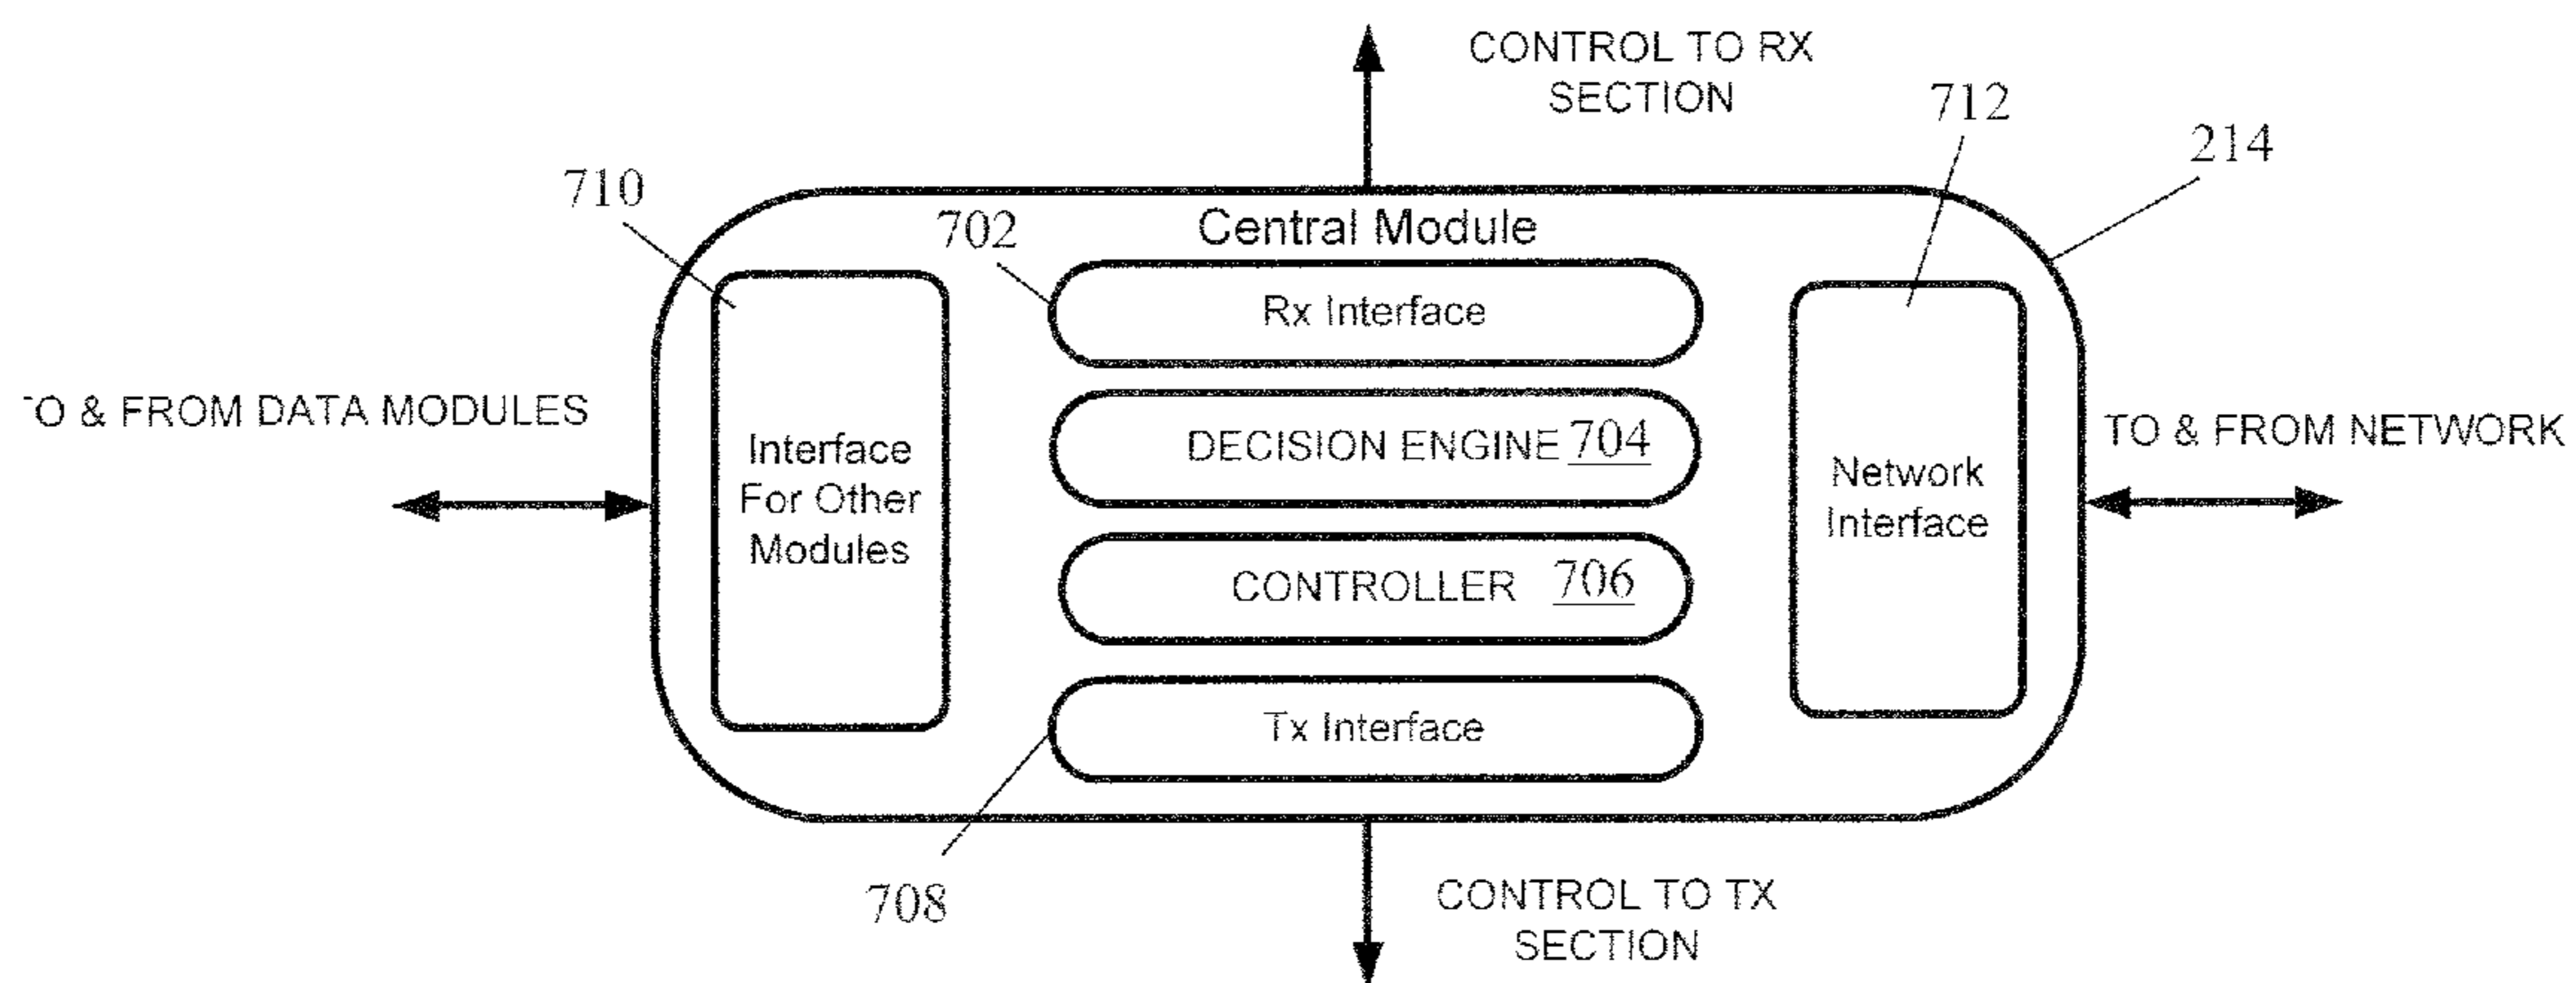 CONTROL TO RX
SECTION
712
214
710
702
Central Module
Rx Interface
TO & FROM DATA MODULES
DECISION ENGINE 704
TO & FROM NETWORK
Interface
For Other
Modules
Network
Interface
CONTROLLER 706
Tx Interface
708
CONTROL TO TX
SECTION